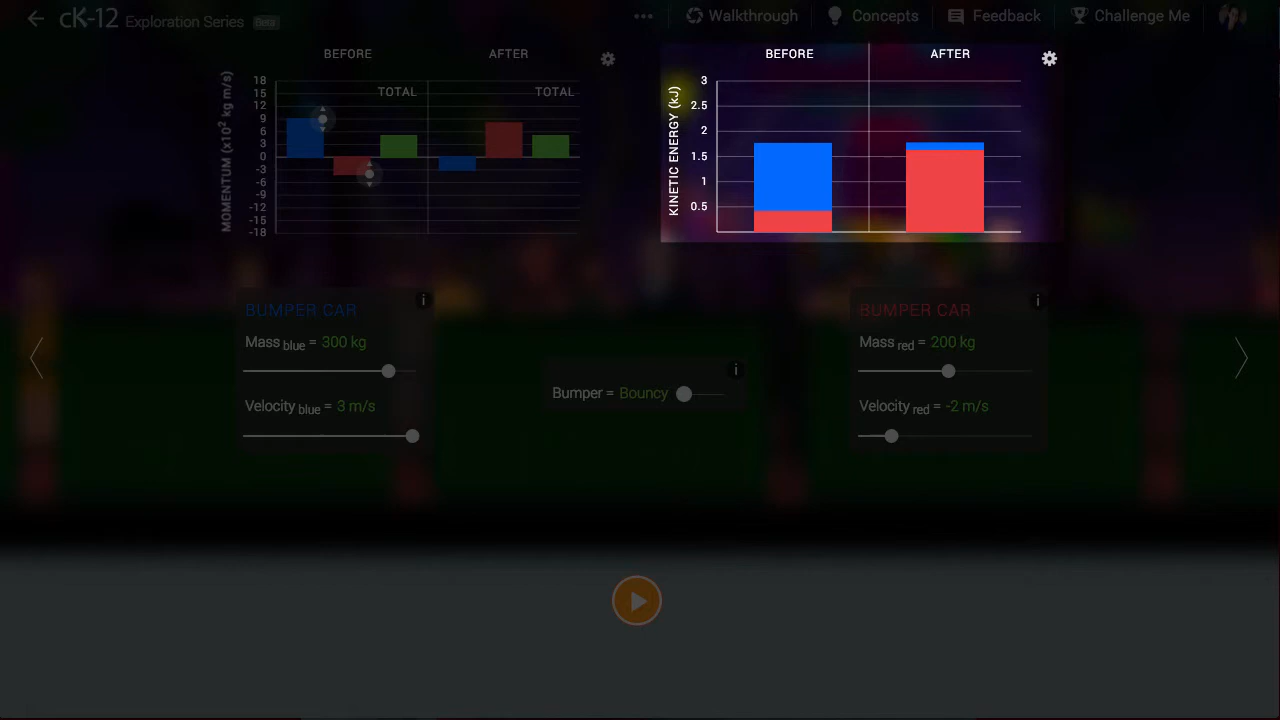 cK-12 Exploration Series Beta
Walkthrough
Concepts
Feedback
Challenge Me
BEFORE AFTER
TOTAL TOTAL
MOMENTUM (x10² kg m/s)
18
15
12
9
6
3
0
-3
-6
-9
-12
-15
-18
BEFORE AFTER
KINETIC ENERGY (kJ)
3
2.5
2
1.5
1
0.5
BUMPER CAR
i
Mass blue = 300 kg
Velocity blue = 3 m/s
i
Bumper = Bouncy
BUMPER CAR
i
Mass red = 200 kg
Velocity red = -2 m/s